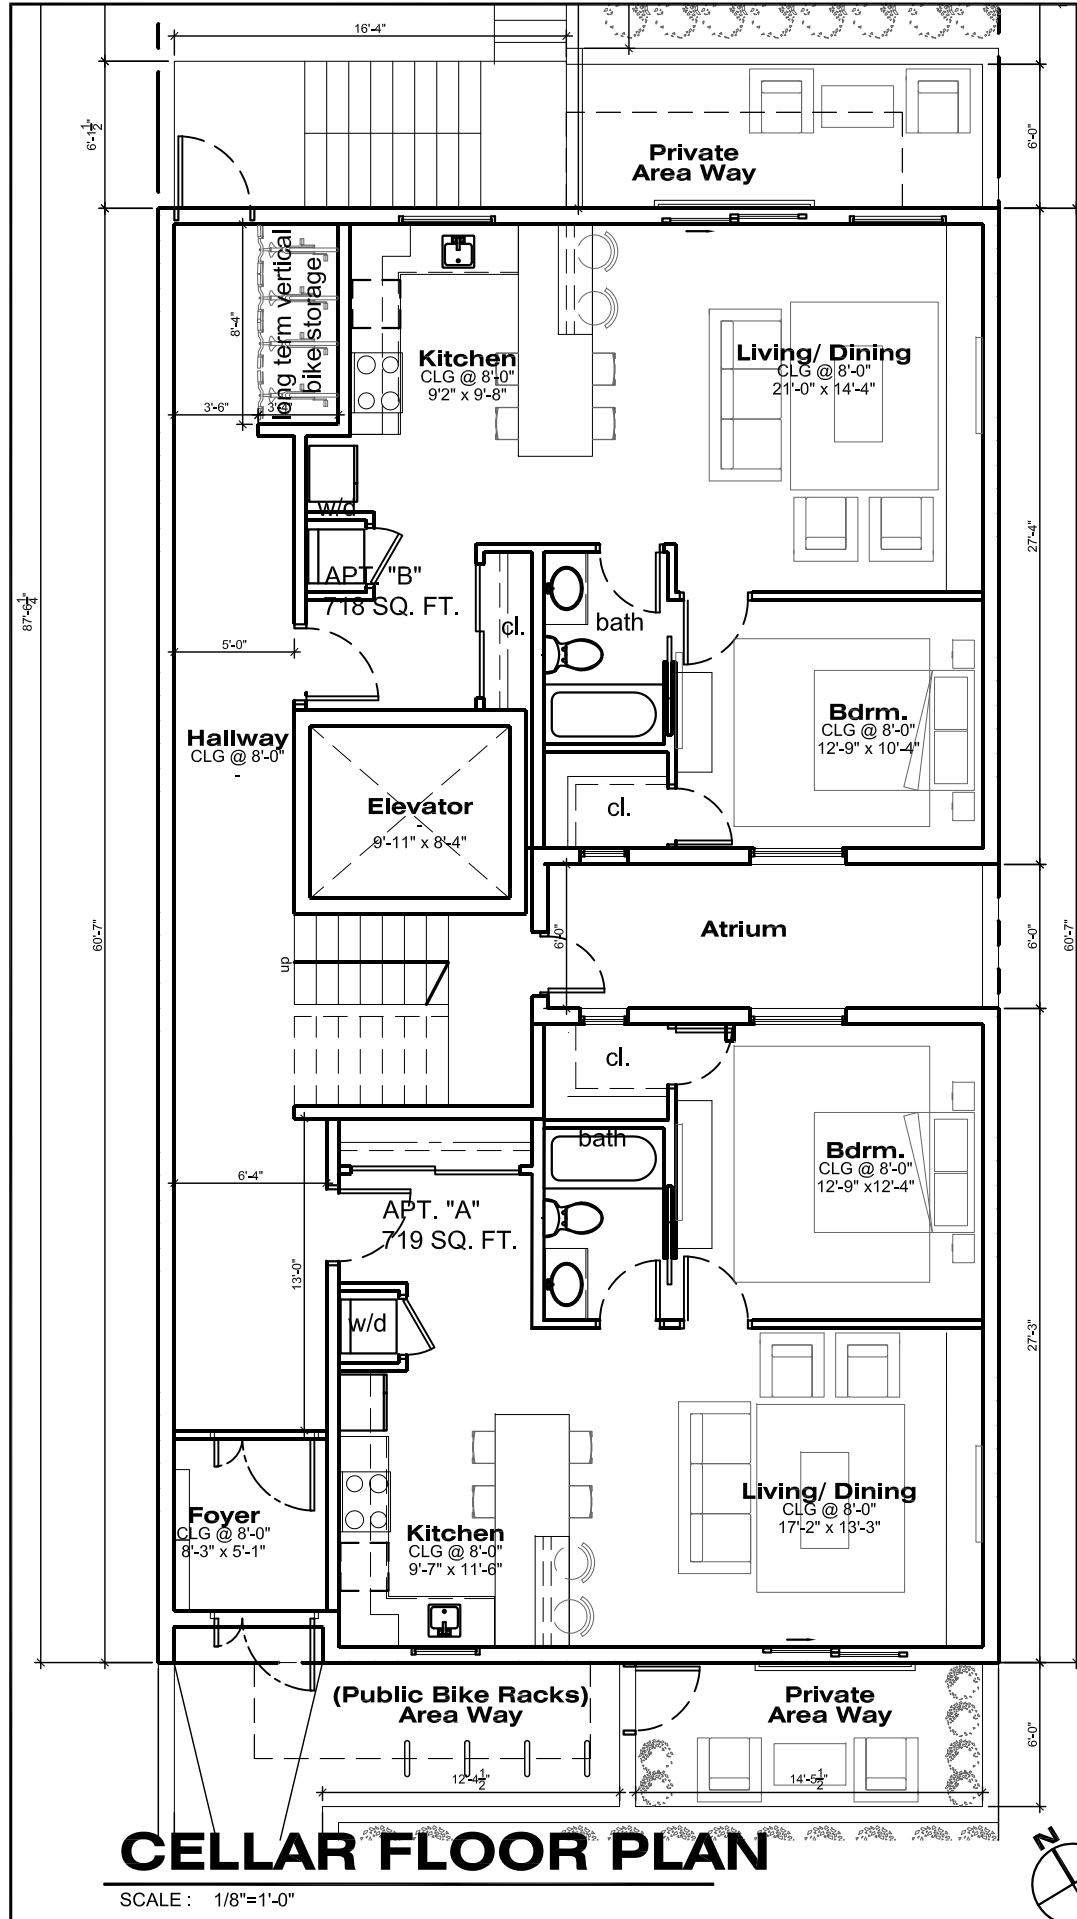 16'-4"
6'-1 1/2"
6'-0"
Private
Area Way
long term vertical
bike storage
8'-4"
3'-6"
Kitchen
CLG @ 8'-0"
9'2" x 9'-8"
Living/ Dining
CLG @ 8'-0"
21'-0" x 14'-4"
w/d
27'-4"
APT. "B"
718 SQ. FT.
87'-6 1/4"
cl.
bath
5'-0"
Hallway
CLG @ 8'-0"
-
Bdrm.
CLG @ 8'-0"
12'-9" x 10'-4"
Elevator
-
9'-11" x 8'-4"
cl.
60'-7"
up
6'-0"
Atrium
6'-0"
60'-7"
cl.
bath
Bdrm.
CLG @ 8'-0"
12'-9" x12'-4"
6'-4"
APT. "A"
719 SQ. FT.
13'-0"
w/d
27'-3"
Foyer
CLG @ 8'-0"
8'-3" x 5'-1"
Kitchen
CLG @ 8'-0"
9'-7" x 11'-6"
Living/ Dining
CLG @ 8'-0"
17'-2" x 13'-3"
(Public Bike Racks)
Area Way
Private
Area Way
6'-0"
12'-4 1/2"
14'-5 1/2"
CELLAR FLOOR PLAN
SCALE : 1/8"=1'-0"
N